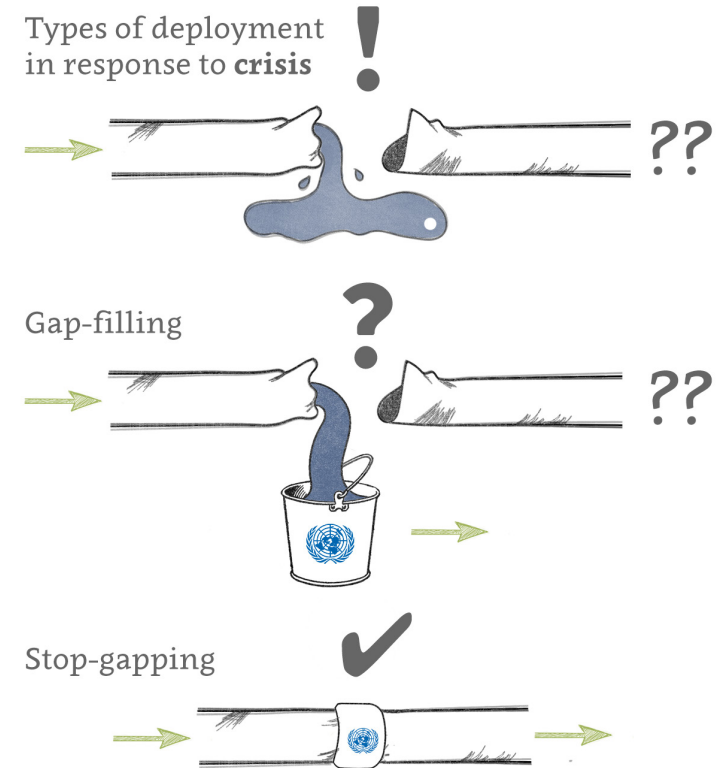 Types of deployment
in response to crisis
!
??
Gap-filling
?
??
Stop-gapping